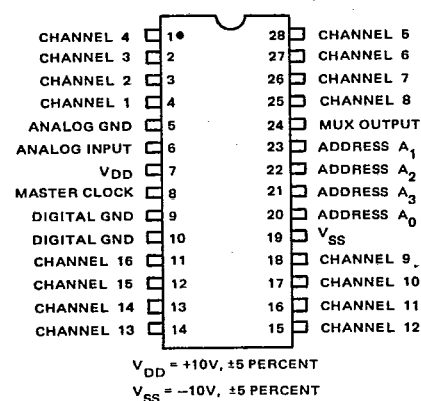 CHANNEL 4 1 28 CHANNEL 5
CHANNEL 3 2 27 CHANNEL 6
CHANNEL 2 3 26 CHANNEL 7
CHANNEL 1 4 25 CHANNEL 8
ANALOG GND 5 24 MUX OUTPUT
ANALOG INPUT 6 23 ADDRESS A1
VDD 7 22 ADDRESS A2
MASTER CLOCK 8 21 ADDRESS A3
DIGITAL GND 9 20 ADDRESS A0
DIGITAL GND 10 19 VSS
CHANNEL 16 11 18 CHANNEL 9
CHANNEL 15 12 17 CHANNEL 10
CHANNEL 14 13 16 CHANNEL 11
CHANNEL 13 14 15 CHANNEL 12
VDD = +10V, ±5 PERCENT
VSS = −10V, ±5 PERCENT